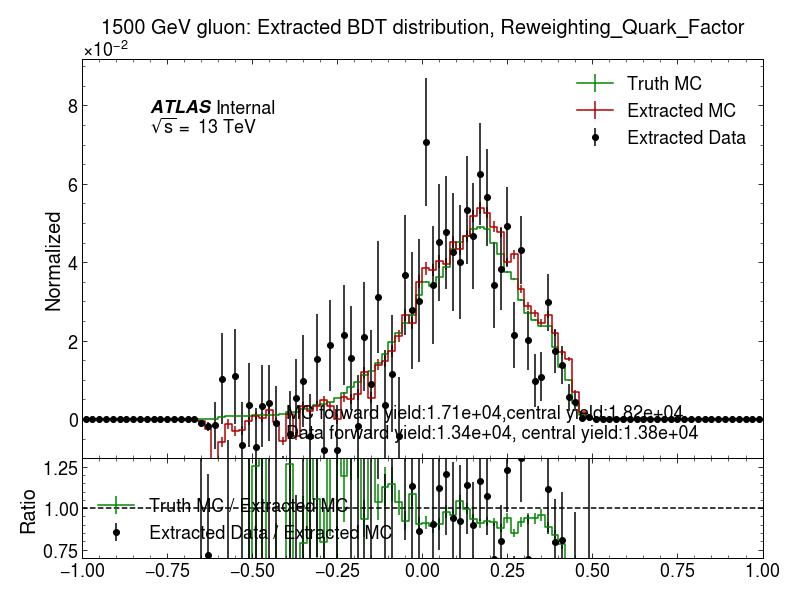 1500 GeV gluon: Extracted BDT distribution, Reweighting_Quark_Factor
×10⁻²
ATLAS Internal
√s = 13 TeV
Truth MC
Extracted MC
Extracted Data
Normalized
8
6
4
2
0
MC forward yield:1.71e+04,central yield:1.82e+04
Data forward yield:1.34e+04, central yield:1.38e+04
Ratio
1.25
1.00
0.75
Truth MC / Extracted MC
Extracted Data / Extracted MC
−1.00 −0.75 −0.50 −0.25 0.00 0.25 0.50 0.75 1.00